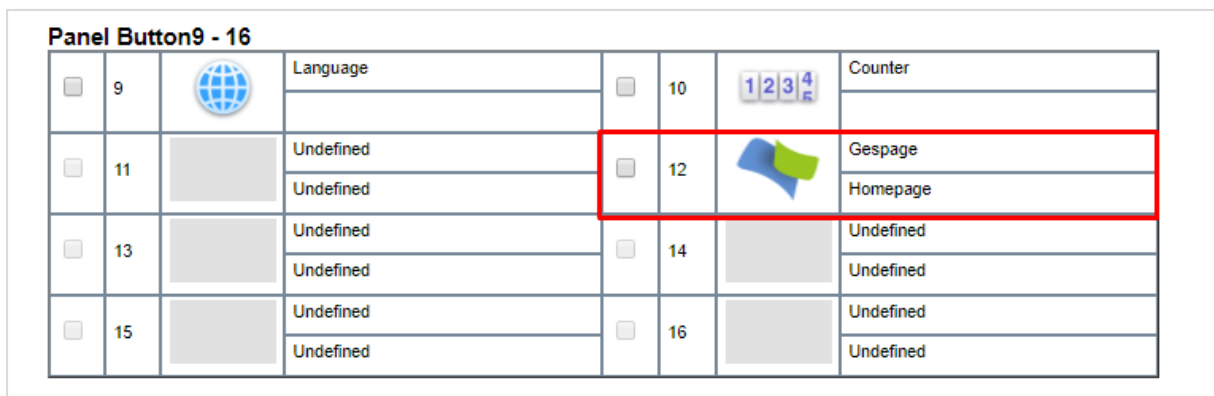 Panel Button9 - 16
9
Language
10
1 2 3 4 5
Counter
11
Undefined
Undefined
12
Gespage
Homepage
13
Undefined
Undefined
14
Undefined
Undefined
15
Undefined
Undefined
16
Undefined
Undefined